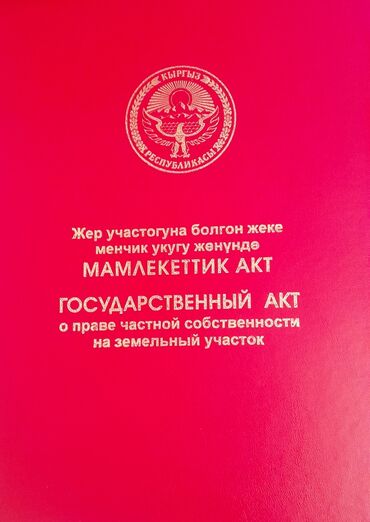 КЫРГЫЗ
РЕСПУБЛИКАСЫ
Жер участогуна болгон жеке
менчик укугу жөнүндө
МАМЛЕКЕТТИК АКТ
ГОСУДАРСТВЕННЫЙ АКТ
о праве частной собственности
на земельный участок